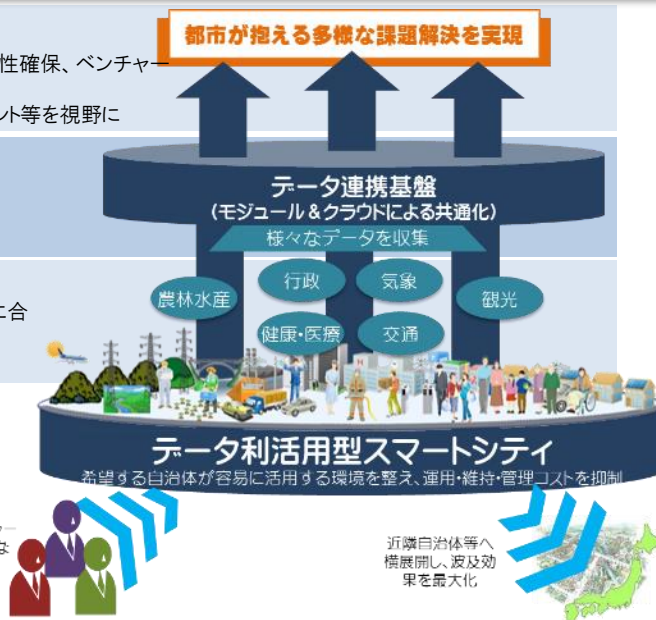 都市が抱える多様な課題解決を実現
性確保、ベンチャー
ント等を視野に
データ連携基盤
(モジュール&クラウドによる共通化)
様々なデータを収集
行政
気象
農林水産
観光
に合
健康・医療
交通
データ利活用型スマートシティ
希望する自治体が容易に活用する環境を整え、運用・維持・管理コストを抑制
近隣自治体等へ
横展開し、波及効
果を最大化